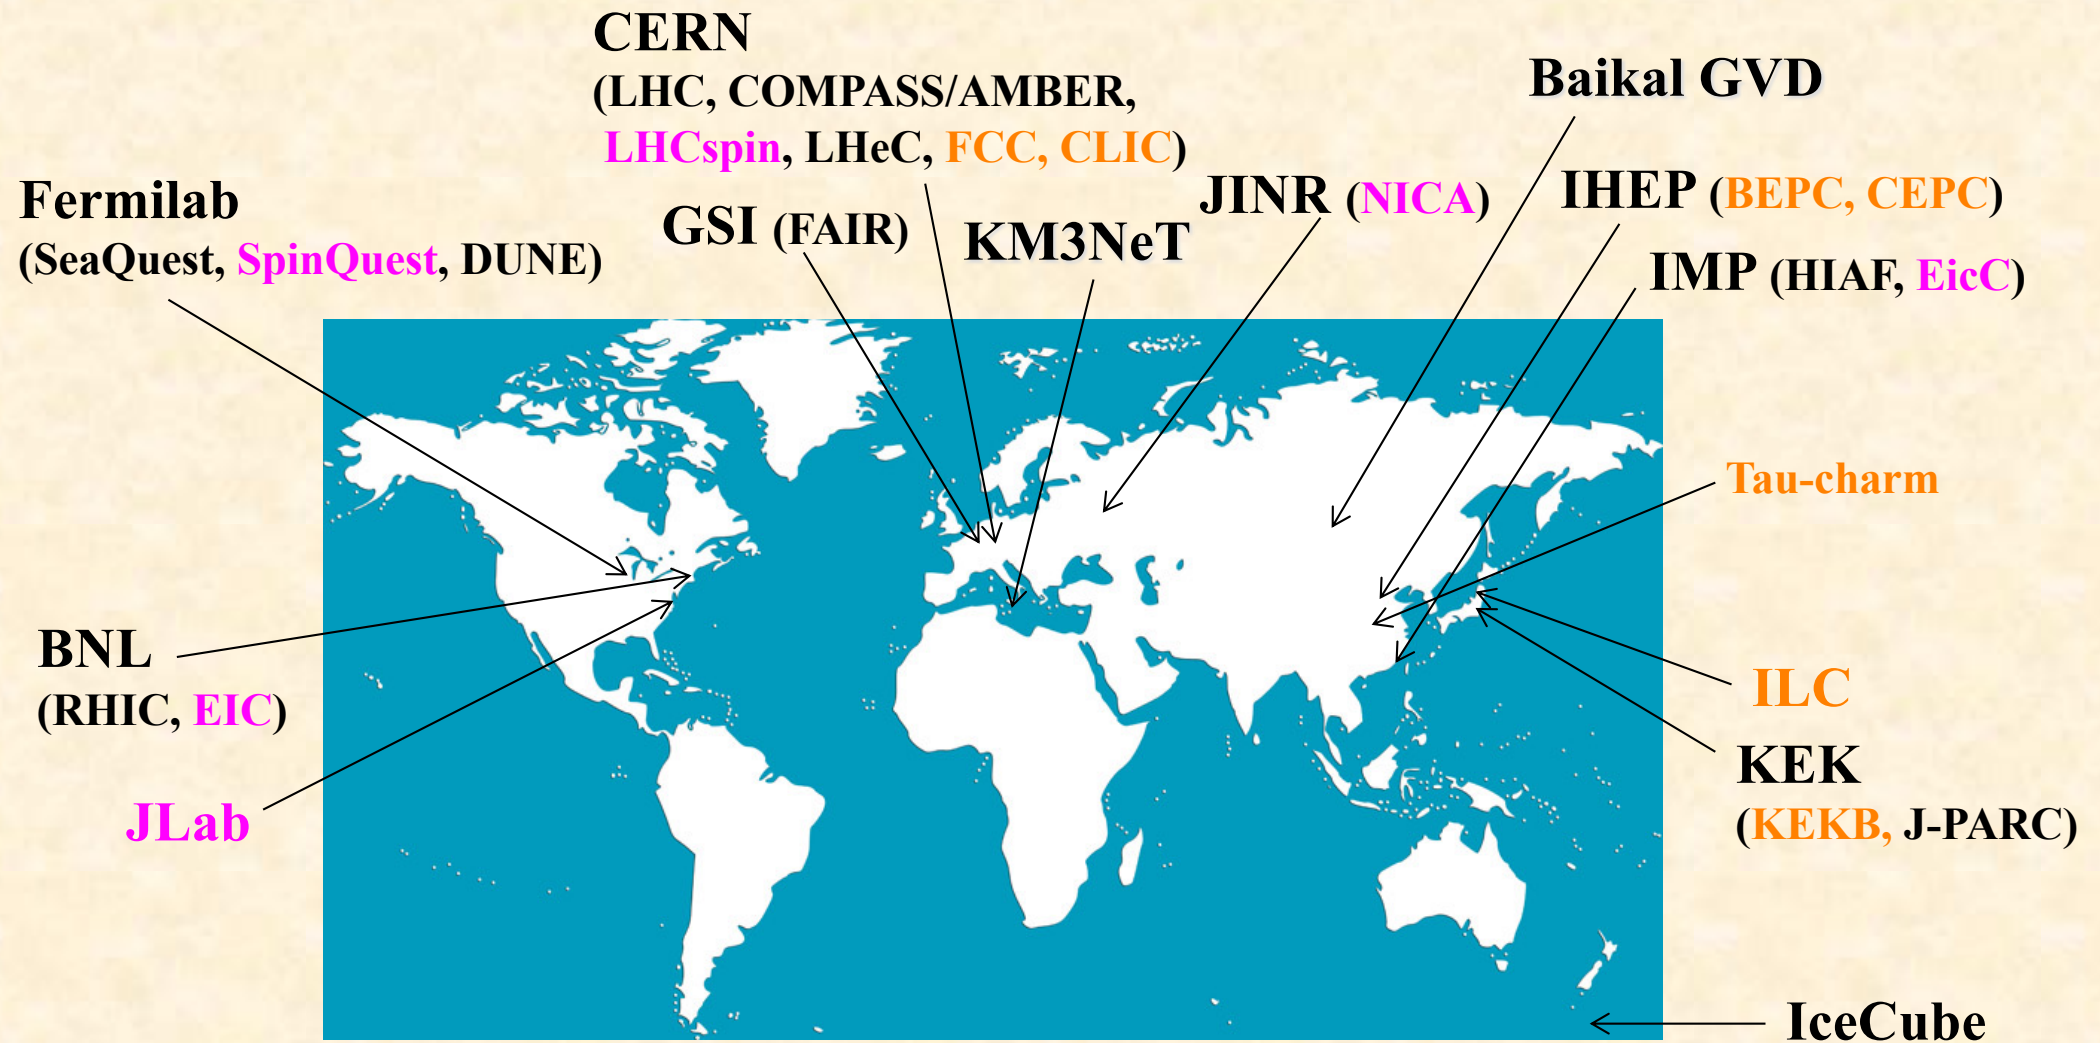 CERN
(LHC, COMPASS/AMBER,
LHCspin, LHeC, FCC, CLIC)
Baikal GVD
Fermilab
(SeaQuest, SpinQuest, DUNE)
GSI (FAIR)
KM3NeT
JINR (NICA)
IHEP (BEPC, CEPC)
IMP (HIAF, EicC)
Tau-charm
BNL
(RHIC, EIC)
JLab
ILC
KEK
(KEKB, J-PARC)
IceCube